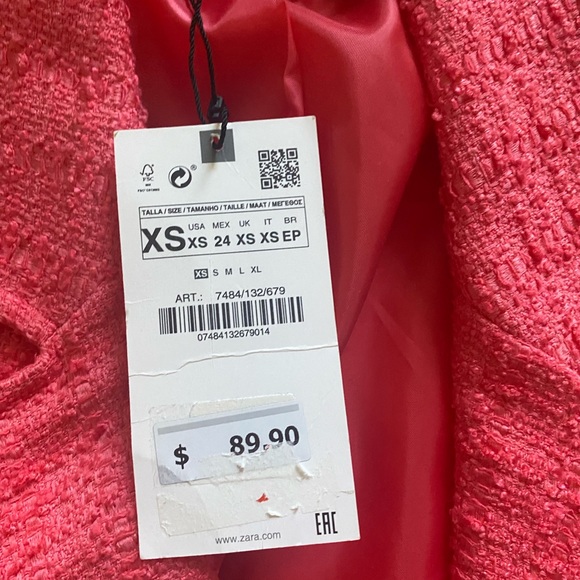 FSC
TALLA / SIZE / TAMANHO / TAILLE / MAAT / ΜΕΓΕΘΟΣ
XS
USA MEX UK IT BR
XS 24 XS XS EP
XS S M L XL
ART.: 7484/132/679
07484132679014
$ 89.90
www.zara.com
EAC